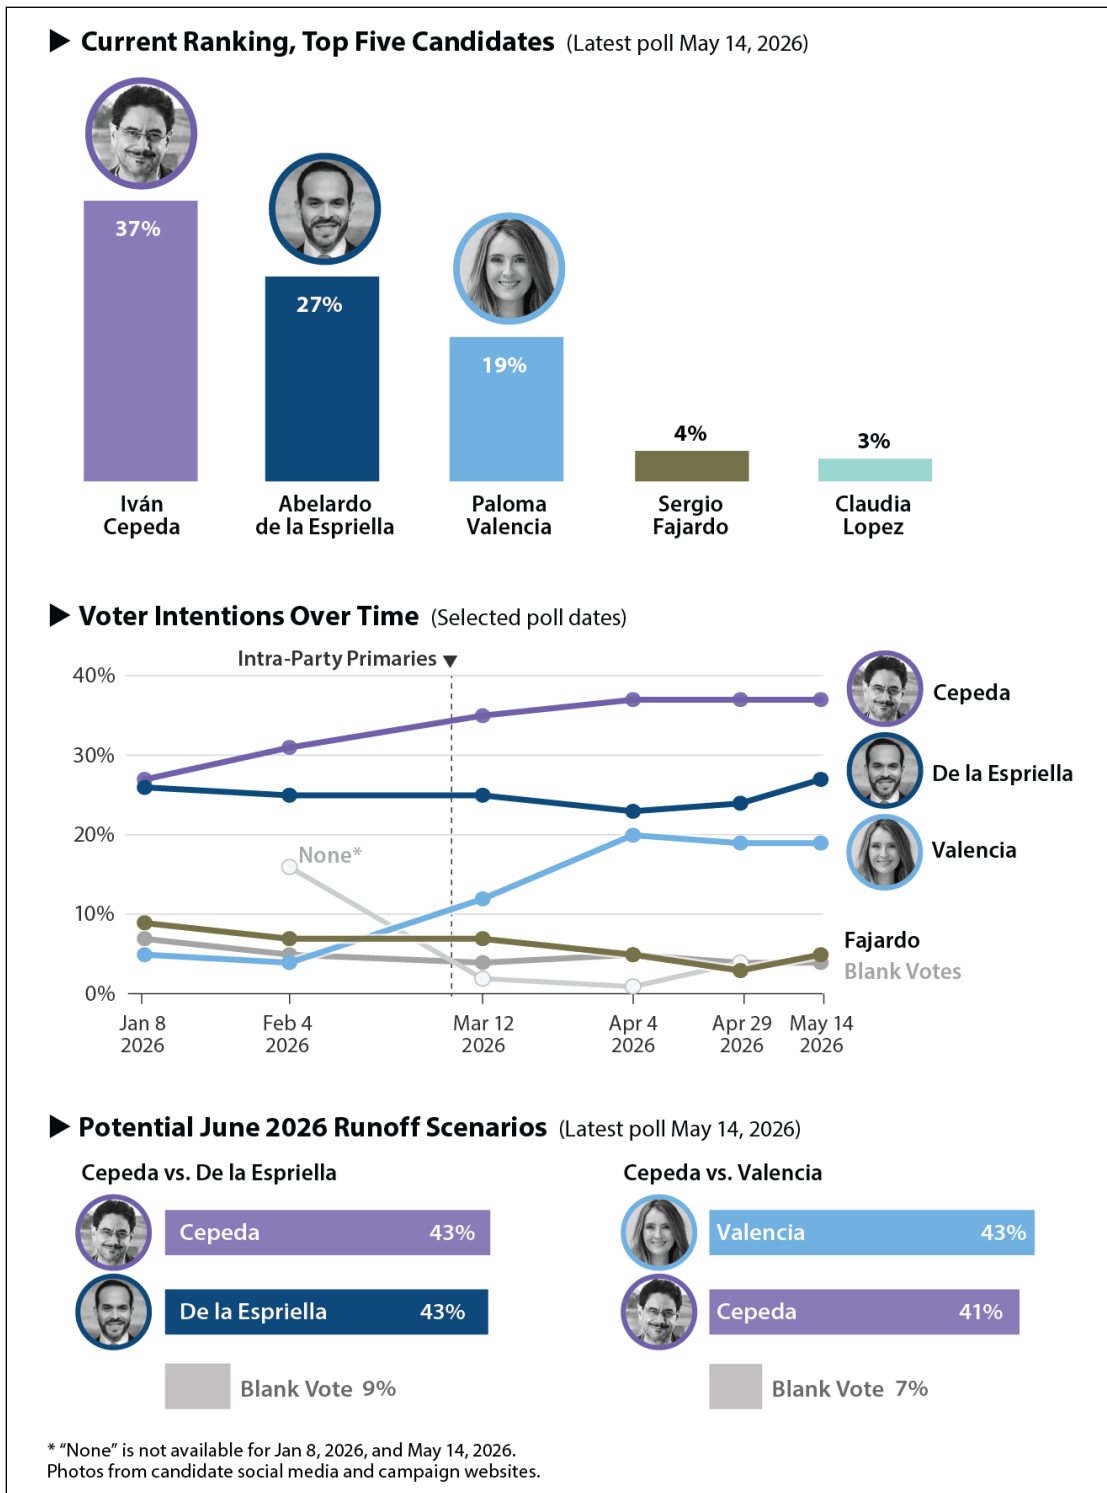 ▶ Current Ranking, Top Five Candidates (Latest poll May 14, 2026)
37%
27%
19%
4%
3%
Iván
Cepeda
Abelardo
de la Espriella
Paloma
Valencia
Sergio
Fajardo
Claudia
Lopez
▶ Voter Intentions Over Time (Selected poll dates)
Intra-Party Primaries ▼
40%
30%
20%
10%
0%
None*
Cepeda
De la Espriella
Valencia
Fajardo
Blank Votes
Jan 8
2026
Feb 4
2026
Mar 12
2026
Apr 4
2026
Apr 29
2026
May 14
2026
▶ Potential June 2026 Runoff Scenarios (Latest poll May 14, 2026)
Cepeda vs. De la Espriella
Cepeda 43%
De la Espriella 43%
Blank Vote 9%
Cepeda vs. Valencia
Valencia 43%
Cepeda 41%
Blank Vote 7%
* “None” is not available for Jan 8, 2026, and May 14, 2026.
Photos from candidate social media and campaign websites.